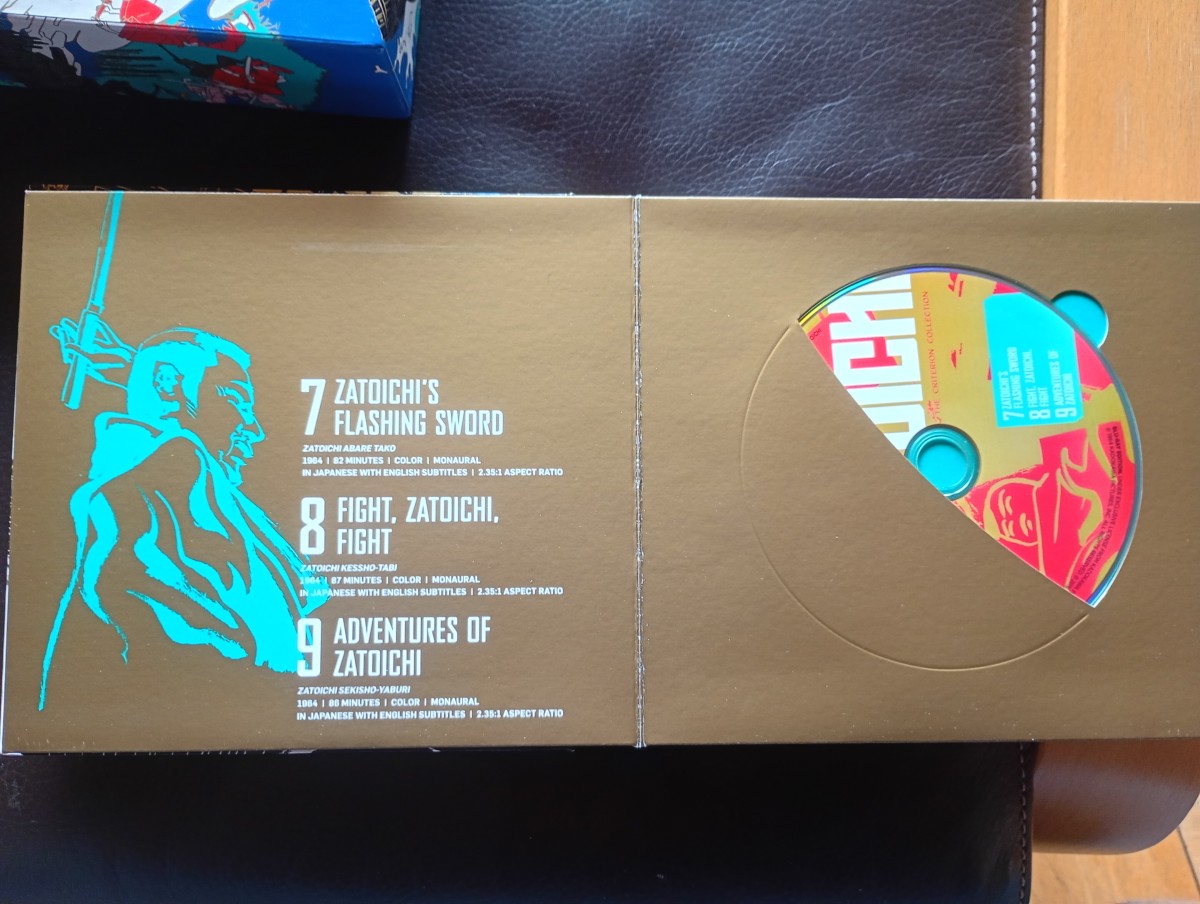 7 ZATOICHI'S
FLASHING SWORD
ZATOICHI ABARE TAKO
1964 | 82 MINUTES | COLOR | MONAURAL
IN JAPANESE WITH ENGLISH SUBTITLES | 2.35:1 ASPECT RATIO
8 FIGHT, ZATOICHI,
FIGHT
ZATOICHI KESSHO-TABI
1964 | 87 MINUTES | COLOR | MONAURAL
IN JAPANESE WITH ENGLISH SUBTITLES | 2.35:1 ASPECT RATIO
9 ADVENTURES OF
ZATOICHI
ZATOICHI SEKISHO-YABURI
1964 | 86 MINUTES | COLOR | MONAURAL
IN JAPANESE WITH ENGLISH SUBTITLES | 2.35:1 ASPECT RATIO
OICHI
THE CRITERION COLLECTION
7 ZATOICHI'S
FLASHING SWORD
8 FIGHT, ZATOICHI,
FIGHT
9 ADVENTURES OF
ZATOICHI